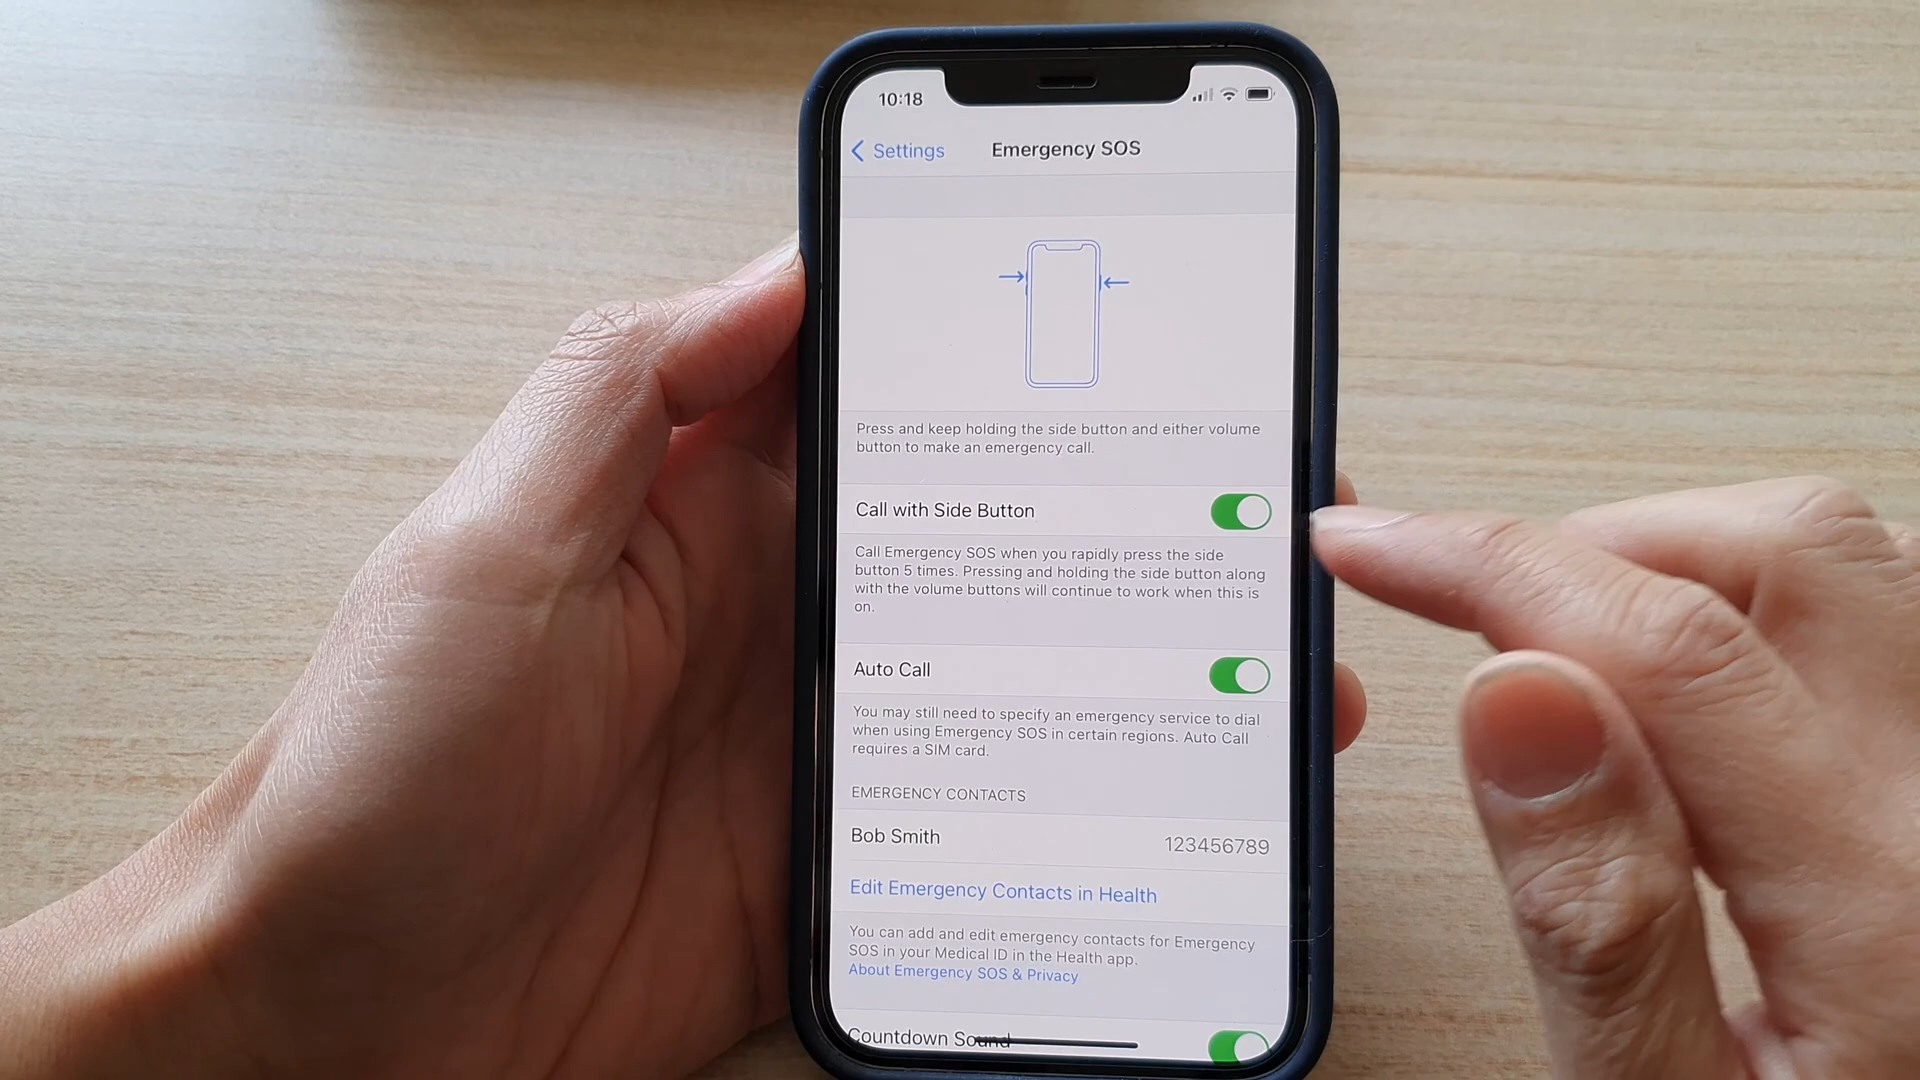 10:18
Settings
Emergency SOS
Press and keep holding the side button and either volume
button to make an emergency call.
Call with Side Button
Call Emergency SOS when you rapidly press the side
button 5 times. Pressing and holding the side button along
with the volume buttons will continue to work when this is
on.
Auto Call
You may still need to specify an emergency service to dial
when using Emergency SOS in certain regions. Auto Call
requires a SIM card.
EMERGENCY CONTACTS
Bob Smith 123456789
Edit Emergency Contacts in Health
You can add and edit emergency contacts for Emergency
SOS in your Medical ID in the Health app.
About Emergency SOS & Privacy
Countdown Sound